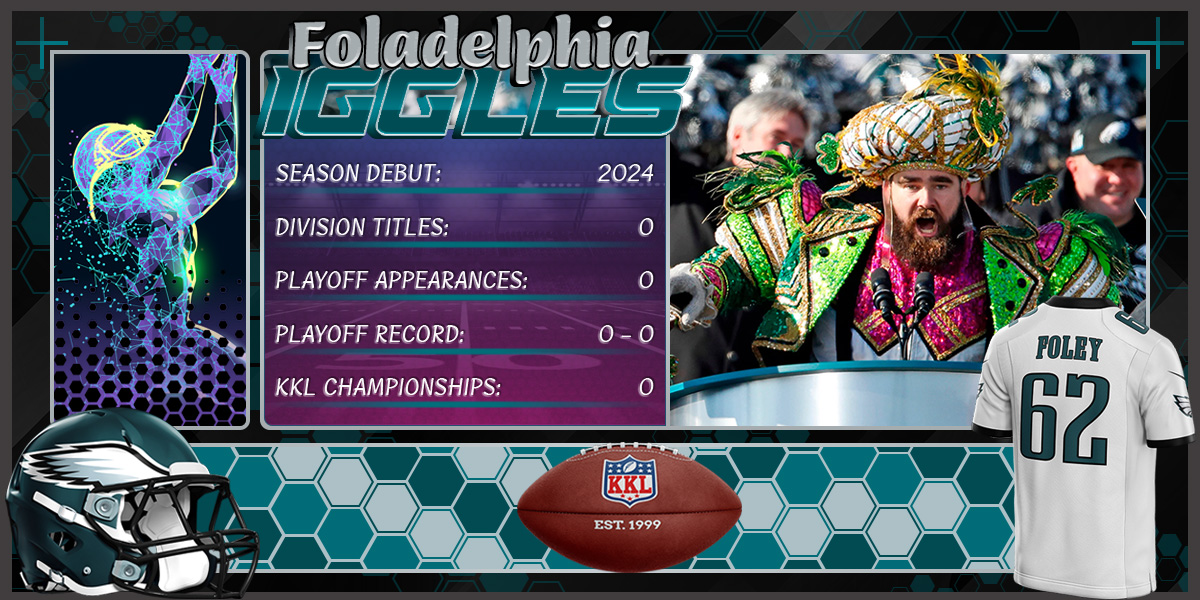 Foladelphia
IGGLES
SEASON DEBUT: 2024
DIVISION TITLES: 0
PLAYOFF APPEARANCES: 0
PLAYOFF RECORD: 0 – 0
KKL CHAMPIONSHIPS: 0
50
FOLEY
62
KKL
EST. 1999